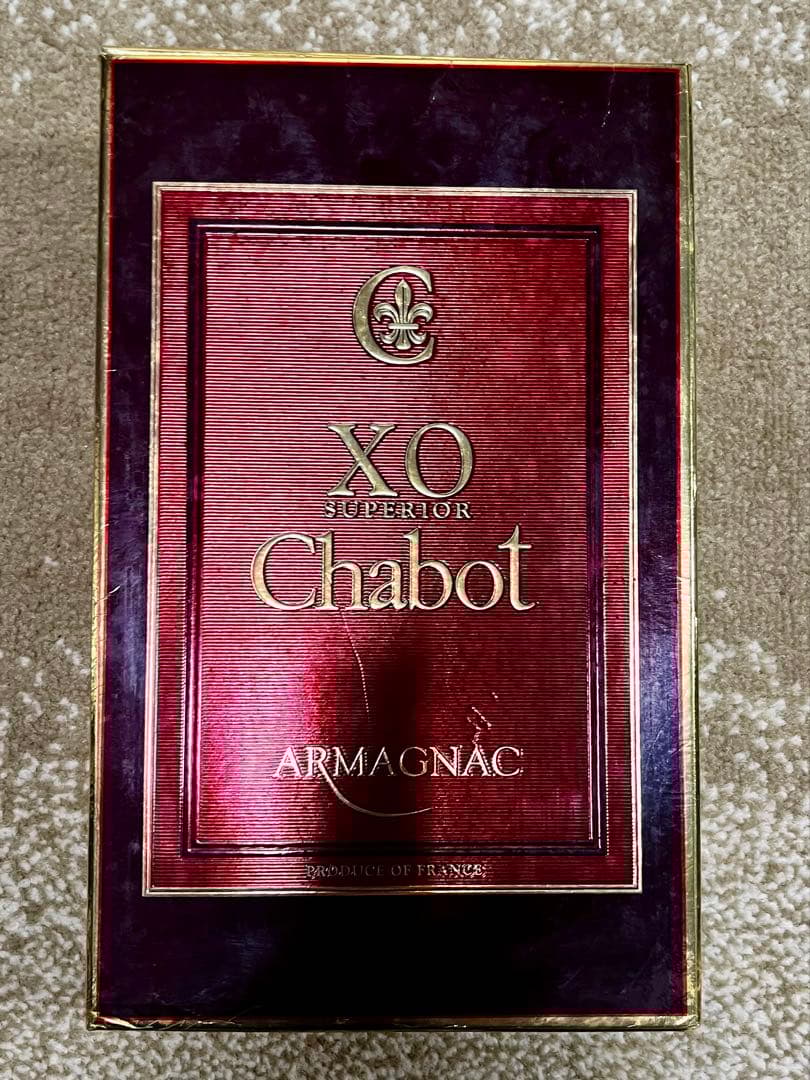 C
XO
SUPERIOR
Chabot
ARMAGNAC
PRODUCE OF FRANCE